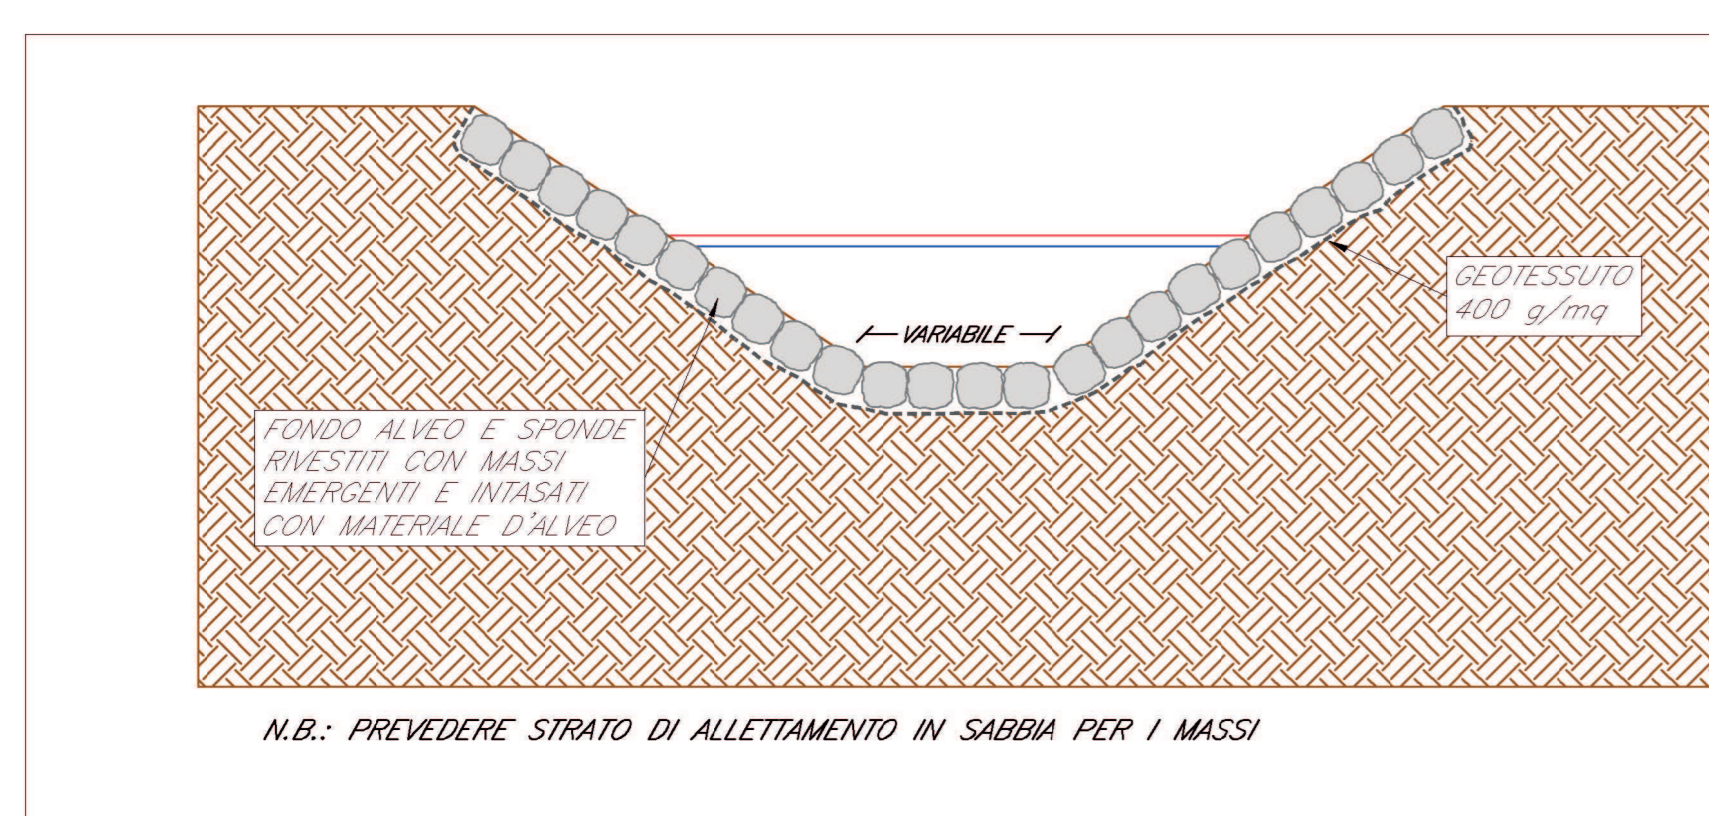 GEOTESSUTO
400 g/mq
VARIABILE
FONDO ALVEO E SPONDE
RIVESTITI CON MASSI
EMERGENTI E INTASATI
CON MATERIALE D'ALVEO
N.B.: PREVEDERE STRATO DI ALLETTAMENTO IN SABBIA PER I MASSI